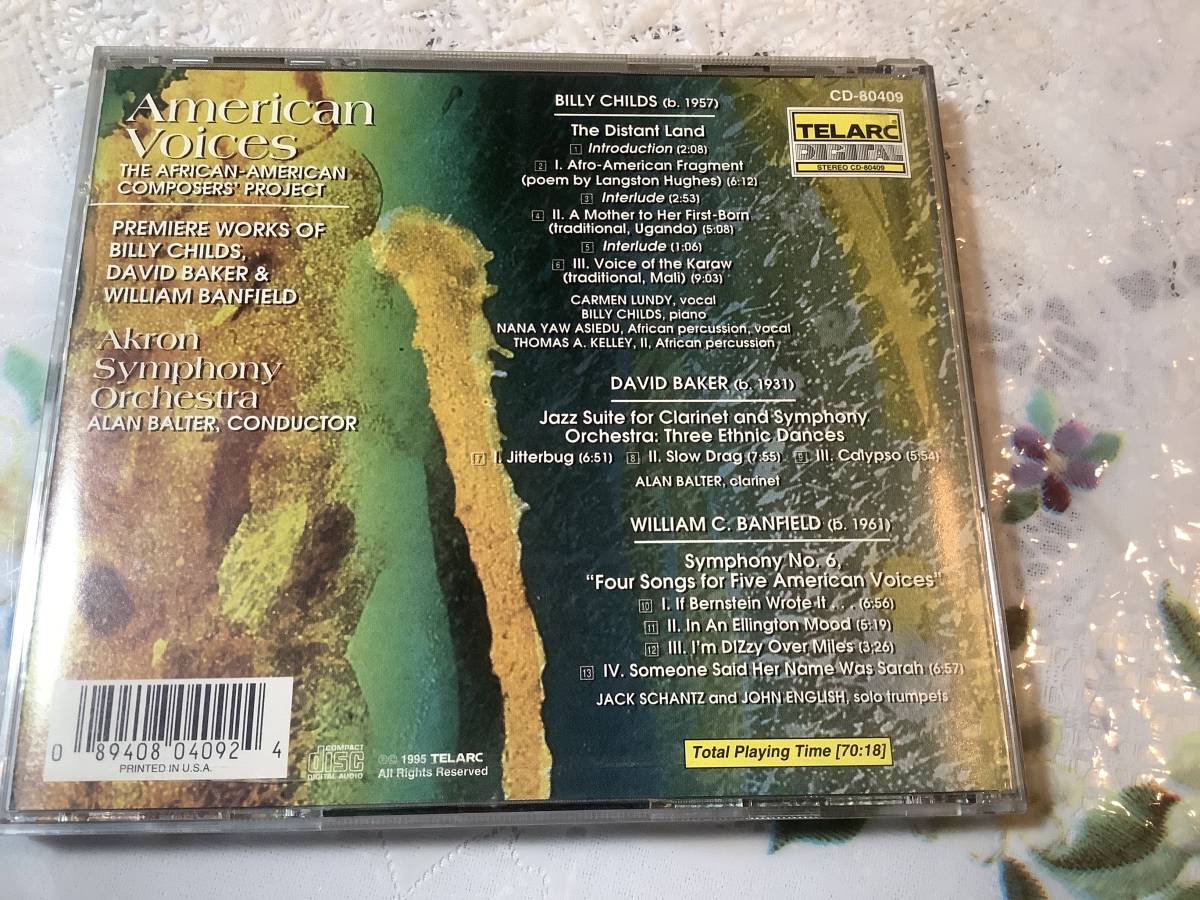 American
Voices
THE AFRICAN-AMERICAN
COMPOSERS' PROJECT
PREMIERE WORKS OF
BILLY CHILDS,
DAVID BAKER &
WILLIAM BANFIELD
Akron
Symphony
Orchestra
ALAN BALTER, CONDUCTOR
BILLY CHILDS (b. 1957)
The Distant Land
1 Introduction (2:08)
2 I. Afro-American Fragment
(poem by Langston Hughes) (6:12)
3 Interlude (2:53)
4 II. A Mother to Her First-Born
(traditional, Uganda) (5:08)
5 Interlude (1:06)
6 III. Voice of the Karaw
(traditional, Mali) (9:03)
CARMEN LUNDY, vocal
BILLY CHILDS, piano
NANA YAW ASIEDU, African percussion, vocal
THOMAS A. KELLEY, II, African percussion
DAVID BAKER (b. 1931)
Jazz Suite for Clarinet and Symphony
Orchestra: Three Ethnic Dances
7 I. Jitterbug (6:51) 8 II. Slow Drag (7:55) 9 III. Calypso (5:54)
ALAN BALTER, clarinet
WILLIAM C. BANFIELD (b. 1961)
Symphony No. 6,
"Four Songs for Five American Voices"
10 I. If Bernstein Wrote It . . . (6:56)
11 II. In An Ellington Mood (5:19)
12 III. I'm DIZzy Over Miles (3:26)
13 IV. Someone Said Her Name Was Sarah (6:57)
JACK SCHANTZ and JOHN ENGLISH, solo trumpets
Total Playing Time [70:18]
CD-80409
TELARC
DIGITAL
STEREO CD-80409
0 89408 04092 4
PRINTED IN U.S.A.
COMPACT
disc
DIGITAL AUDIO
℗© 1995 TELARC
All Rights Reserved